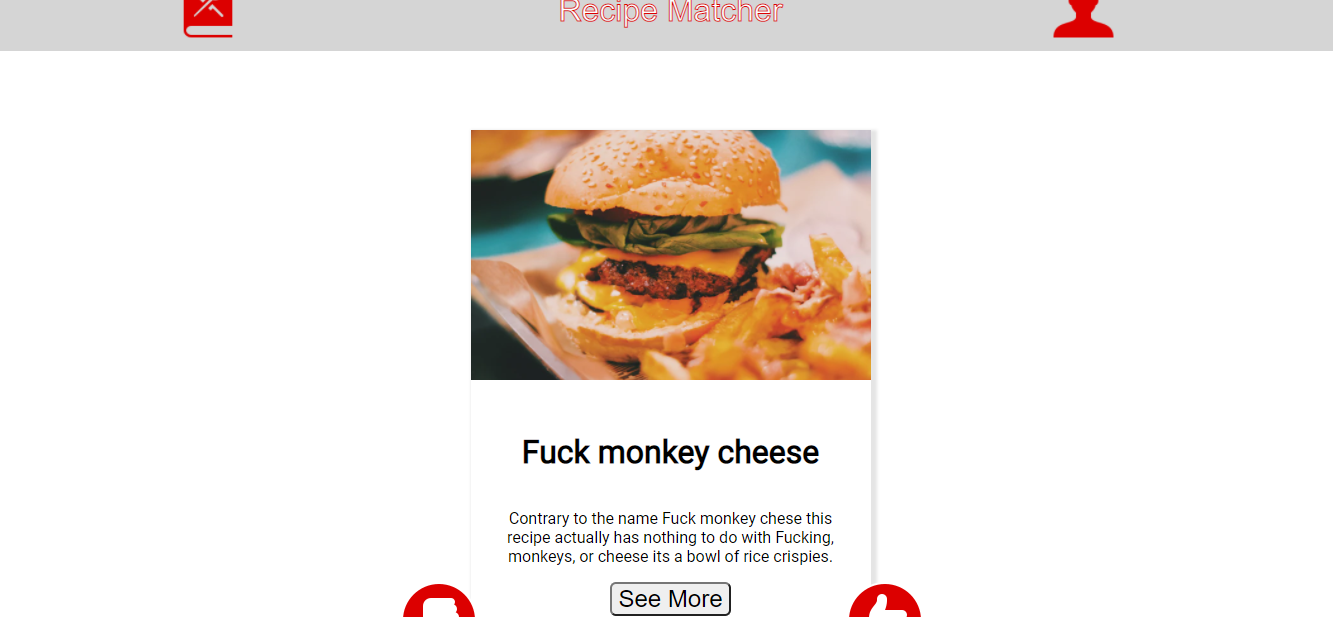 Recipe Matcher
Fuck monkey cheese
Contrary to the name Fuck monkey chese this
recipe actually has nothing to do with Fucking,
monkeys, or cheese its a bowl of rice crispies.
See More